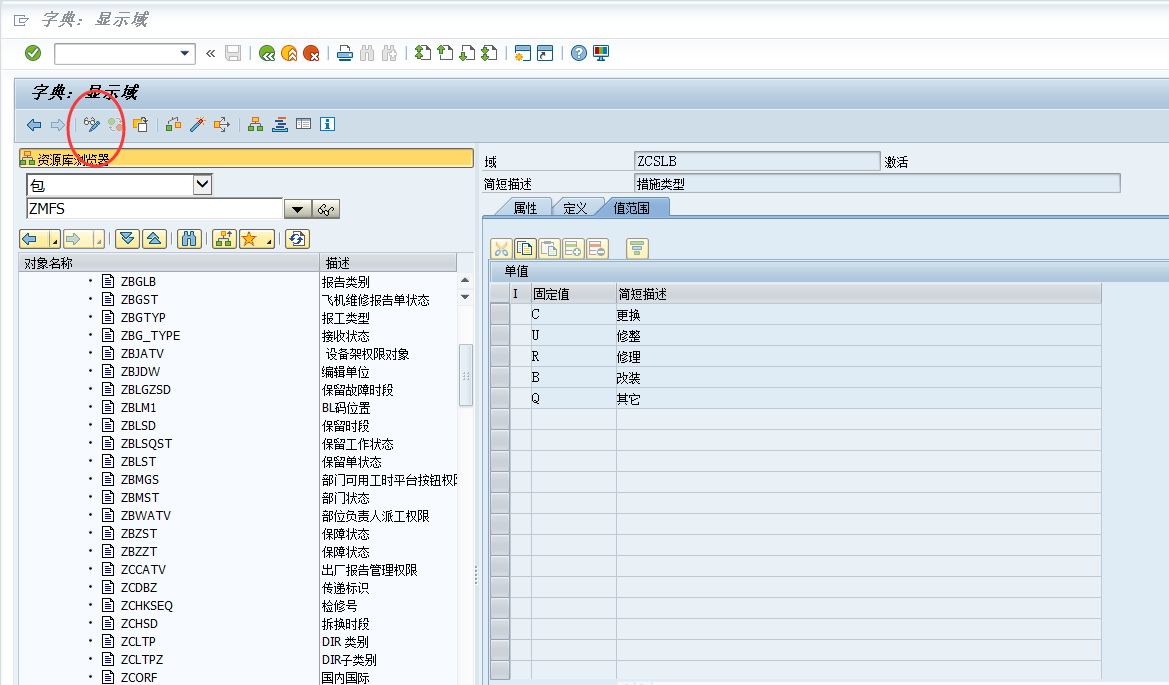 字典：显示域
字典：显示域
资源库浏览器
包
ZMFS
对象名称 描述
ZBGLB 报告类别
ZBGST 飞机维修报告单状态
ZBGTYP 报工类型
ZBG_TYPE 接收状态
ZBJATV 设备架权限对象
ZBJDW 编辑单位
ZBLGZSD 保留故障时段
ZBLM1 BL码位置
ZBLSD 保留时段
ZBLSQST 保留工作状态
ZBLST 保留单状态
ZBMGS 部门可用工时平台按钮权限
ZBMST 部门状态
ZBWATV 部位负责人派工权限
ZBZST 保障状态
ZBZZT 保障状态
ZCCATV 出厂报告管理权限
ZCDBZ 传递标识
ZCHKSEQ 检修号
ZCHSD 拆换时段
ZCLTP DIR 类别
ZCLTPZ DIR子类别
ZCORF 国内国际
域 ZCSLB 激活
简短描述 措施类型
属性 定义 值范围
单值
I 固定值 简短描述
C 更换
U 修整
R 修理
B 改装
Q 其它